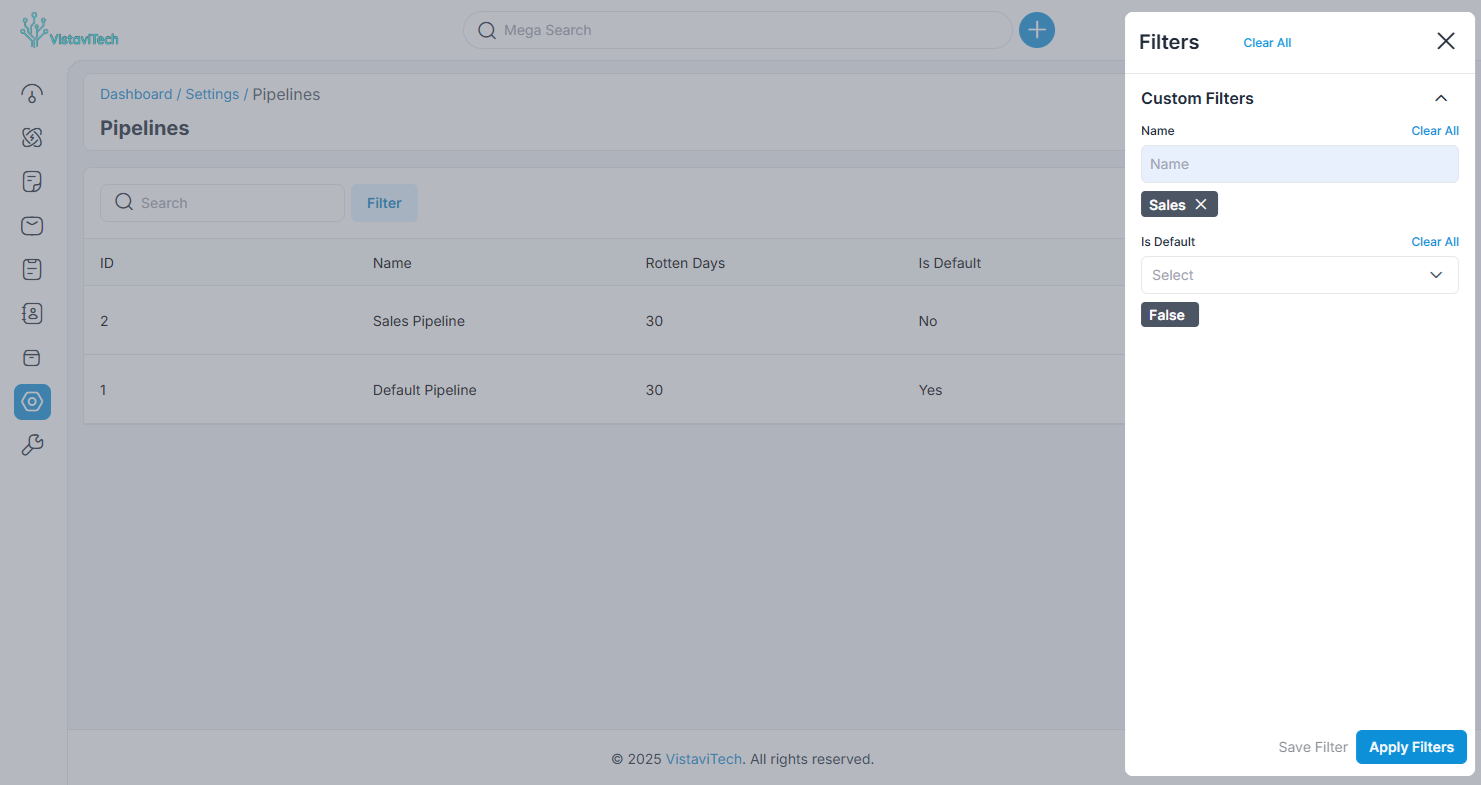 VistaviTech
Mega Search
Dashboard / Settings / Pipelines
Pipelines
Search
Filter
ID Name Rotten Days Is Default
2 Sales Pipeline 30 No
1 Default Pipeline 30 Yes
© 2025 VistaviTech. All rights reserved.
Filters Clear All
Custom Filters
Name Clear All
Name
Sales
Is Default Clear All
Select
False
Save Filter Apply Filters